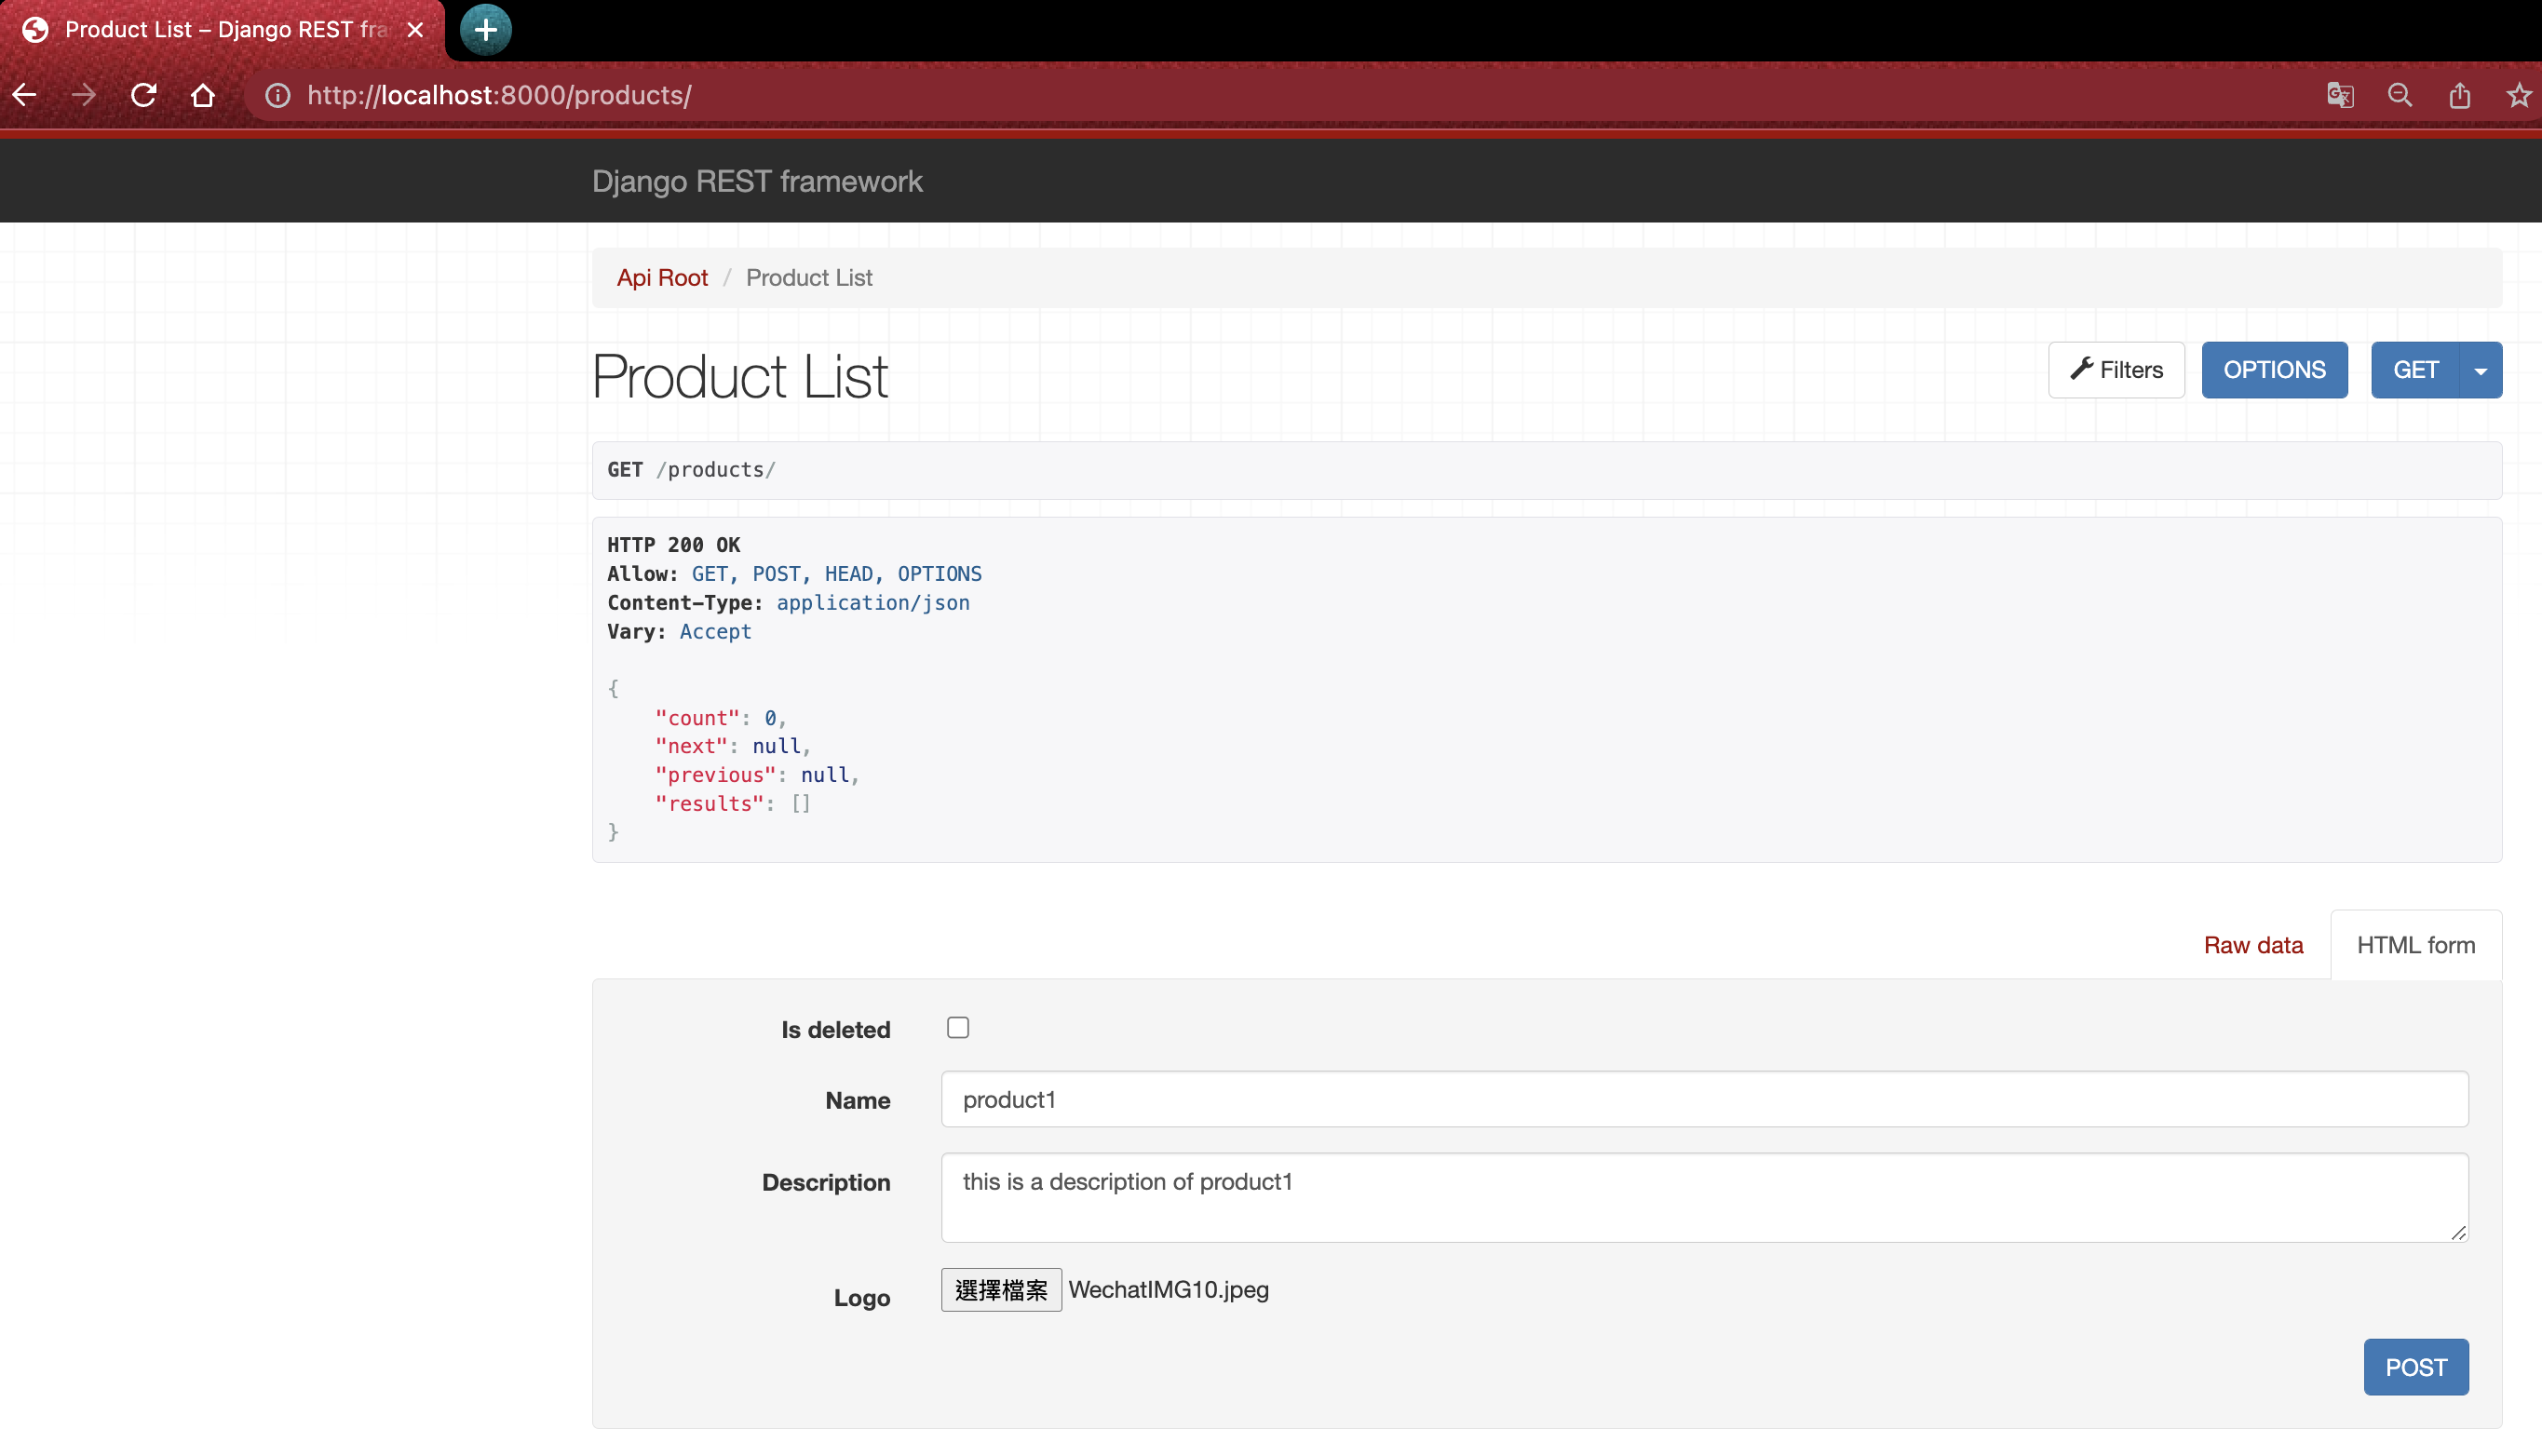 Product List – Django REST fra
http://localhost:8000/products/
Django REST framework
Api Root / Product List
Product List
Filters
OPTIONS
GET
GET /products/
HTTP 200 OK
Allow: GET, POST, HEAD, OPTIONS
Content-Type: application/json
Vary: Accept
{
    "count": 0,
    "next": null,
    "previous": null,
    "results": []
}
Raw data
HTML form
Is deleted
Name
product1
Description
this is a description of product1
Logo
選擇檔案 WechatIMG10.jpeg
POST